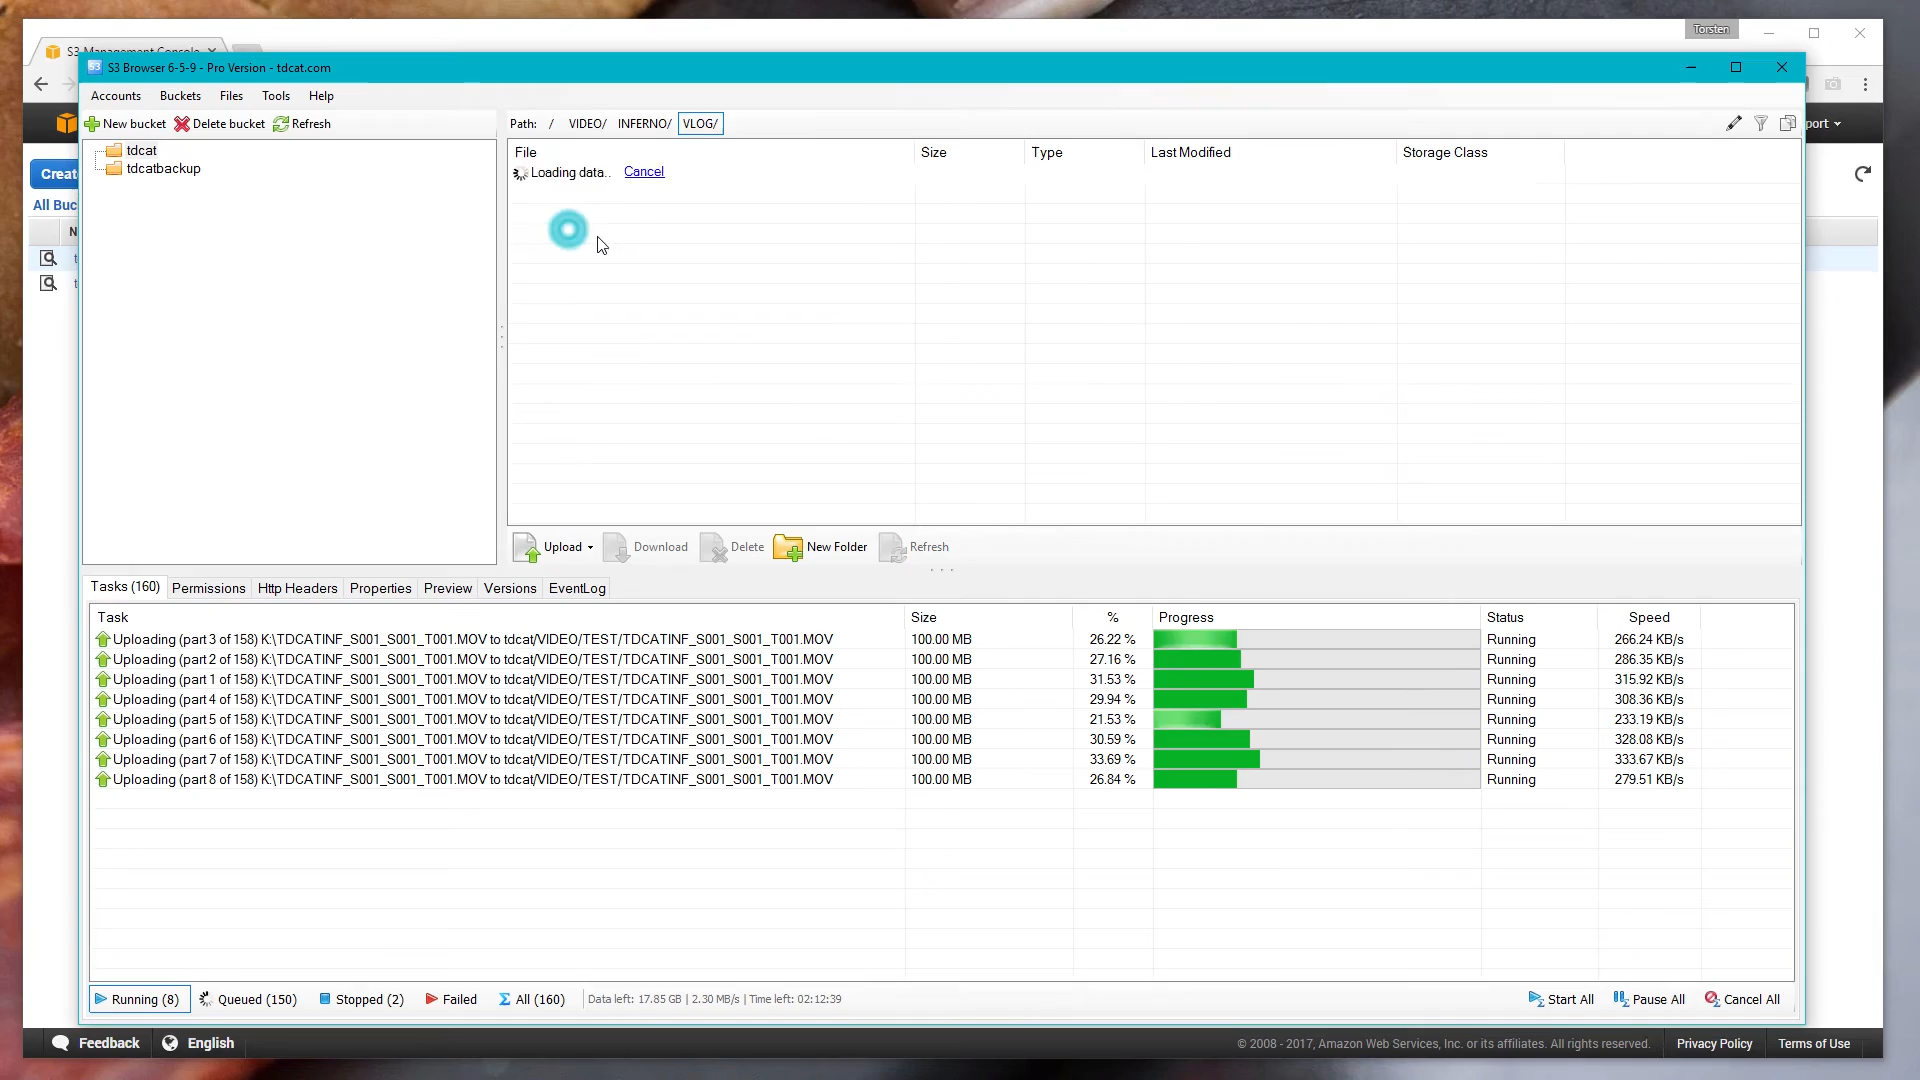 Torsten
S3 Management Console
S3 Browser 6-5-9 - Pro Version - tdcat.com
Accounts Buckets Files Tools Help
New bucket Delete bucket Refresh
Path: / VIDEO/ INFERNO/ VLOG/
port
tdcat
tdcatbackup
File Size Type Last Modified Storage Class
Loading data.. Cancel
Creat
All Buc
N
Upload Download Delete New Folder Refresh
Tasks (160) Permissions Http Headers Properties Preview Versions EventLog
Task Size % Progress Status Speed
Uploading (part 3 of 158) K:\TDCATINF_S001_S001_T001.MOV to tdcat/VIDEO/TEST/TDCATINF_S001_S001_T001.MOV 100.00 MB 26.22 % Running 266.24 KB/s
Uploading (part 2 of 158) K:\TDCATINF_S001_S001_T001.MOV to tdcat/VIDEO/TEST/TDCATINF_S001_S001_T001.MOV 100.00 MB 27.16 % Running 286.35 KB/s
Uploading (part 1 of 158) K:\TDCATINF_S001_S001_T001.MOV to tdcat/VIDEO/TEST/TDCATINF_S001_S001_T001.MOV 100.00 MB 31.53 % Running 315.92 KB/s
Uploading (part 4 of 158) K:\TDCATINF_S001_S001_T001.MOV to tdcat/VIDEO/TEST/TDCATINF_S001_S001_T001.MOV 100.00 MB 29.94 % Running 308.36 KB/s
Uploading (part 5 of 158) K:\TDCATINF_S001_S001_T001.MOV to tdcat/VIDEO/TEST/TDCATINF_S001_S001_T001.MOV 100.00 MB 21.53 % Running 233.19 KB/s
Uploading (part 6 of 158) K:\TDCATINF_S001_S001_T001.MOV to tdcat/VIDEO/TEST/TDCATINF_S001_S001_T001.MOV 100.00 MB 30.59 % Running 328.08 KB/s
Uploading (part 7 of 158) K:\TDCATINF_S001_S001_T001.MOV to tdcat/VIDEO/TEST/TDCATINF_S001_S001_T001.MOV 100.00 MB 33.69 % Running 333.67 KB/s
Uploading (part 8 of 158) K:\TDCATINF_S001_S001_T001.MOV to tdcat/VIDEO/TEST/TDCATINF_S001_S001_T001.MOV 100.00 MB 26.84 % Running 279.51 KB/s
Running (8) Queued (150) Stopped (2) Failed All (160) Data left: 17.85 GB | 2.30 MB/s | Time left: 02:12:39 Start All Pause All Cancel All
Feedback English © 2008 - 2017, Amazon Web Services, Inc. or its affiliates. All rights reserved. Privacy Policy Terms of Use